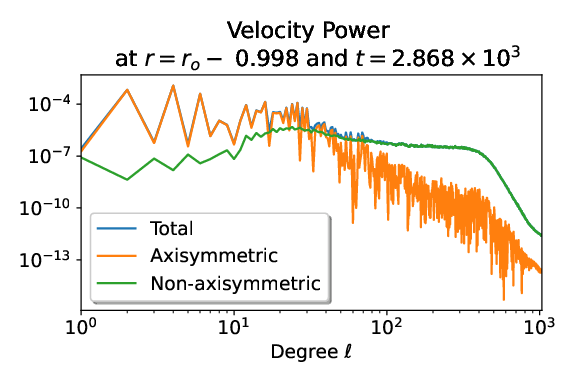 Velocity Power
at r = r_o − 0.998 and t = 2.868 × 10^3
10^−4
10^−7
10^−10
10^−13
Total
Axisymmetric
Non-axisymmetric
10^0 10^1 10^2 10^3
Degree ℓ